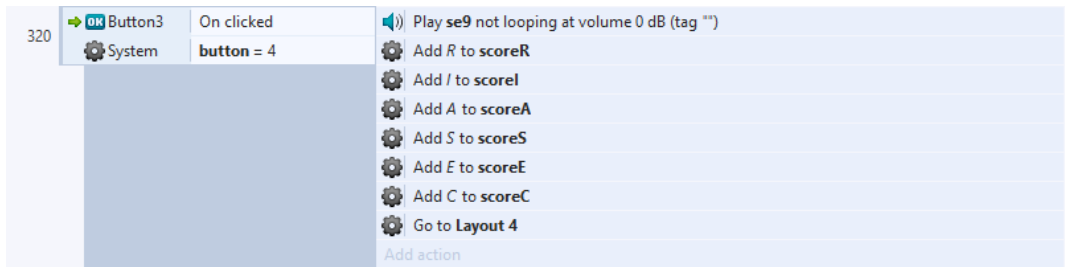 320
OK Button3 On clicked Play se9 not looping at volume 0 dB (tag "")
System button = 4 Add R to scoreR
Add I to scoreI
Add A to scoreA
Add S to scoreS
Add E to scoreE
Add C to scoreC
Go to Layout 4
Add action